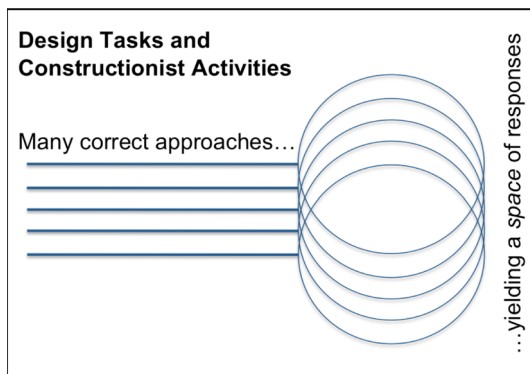 Design Tasks and
Constructionist Activities
Many correct approaches…
…yielding a space of responses